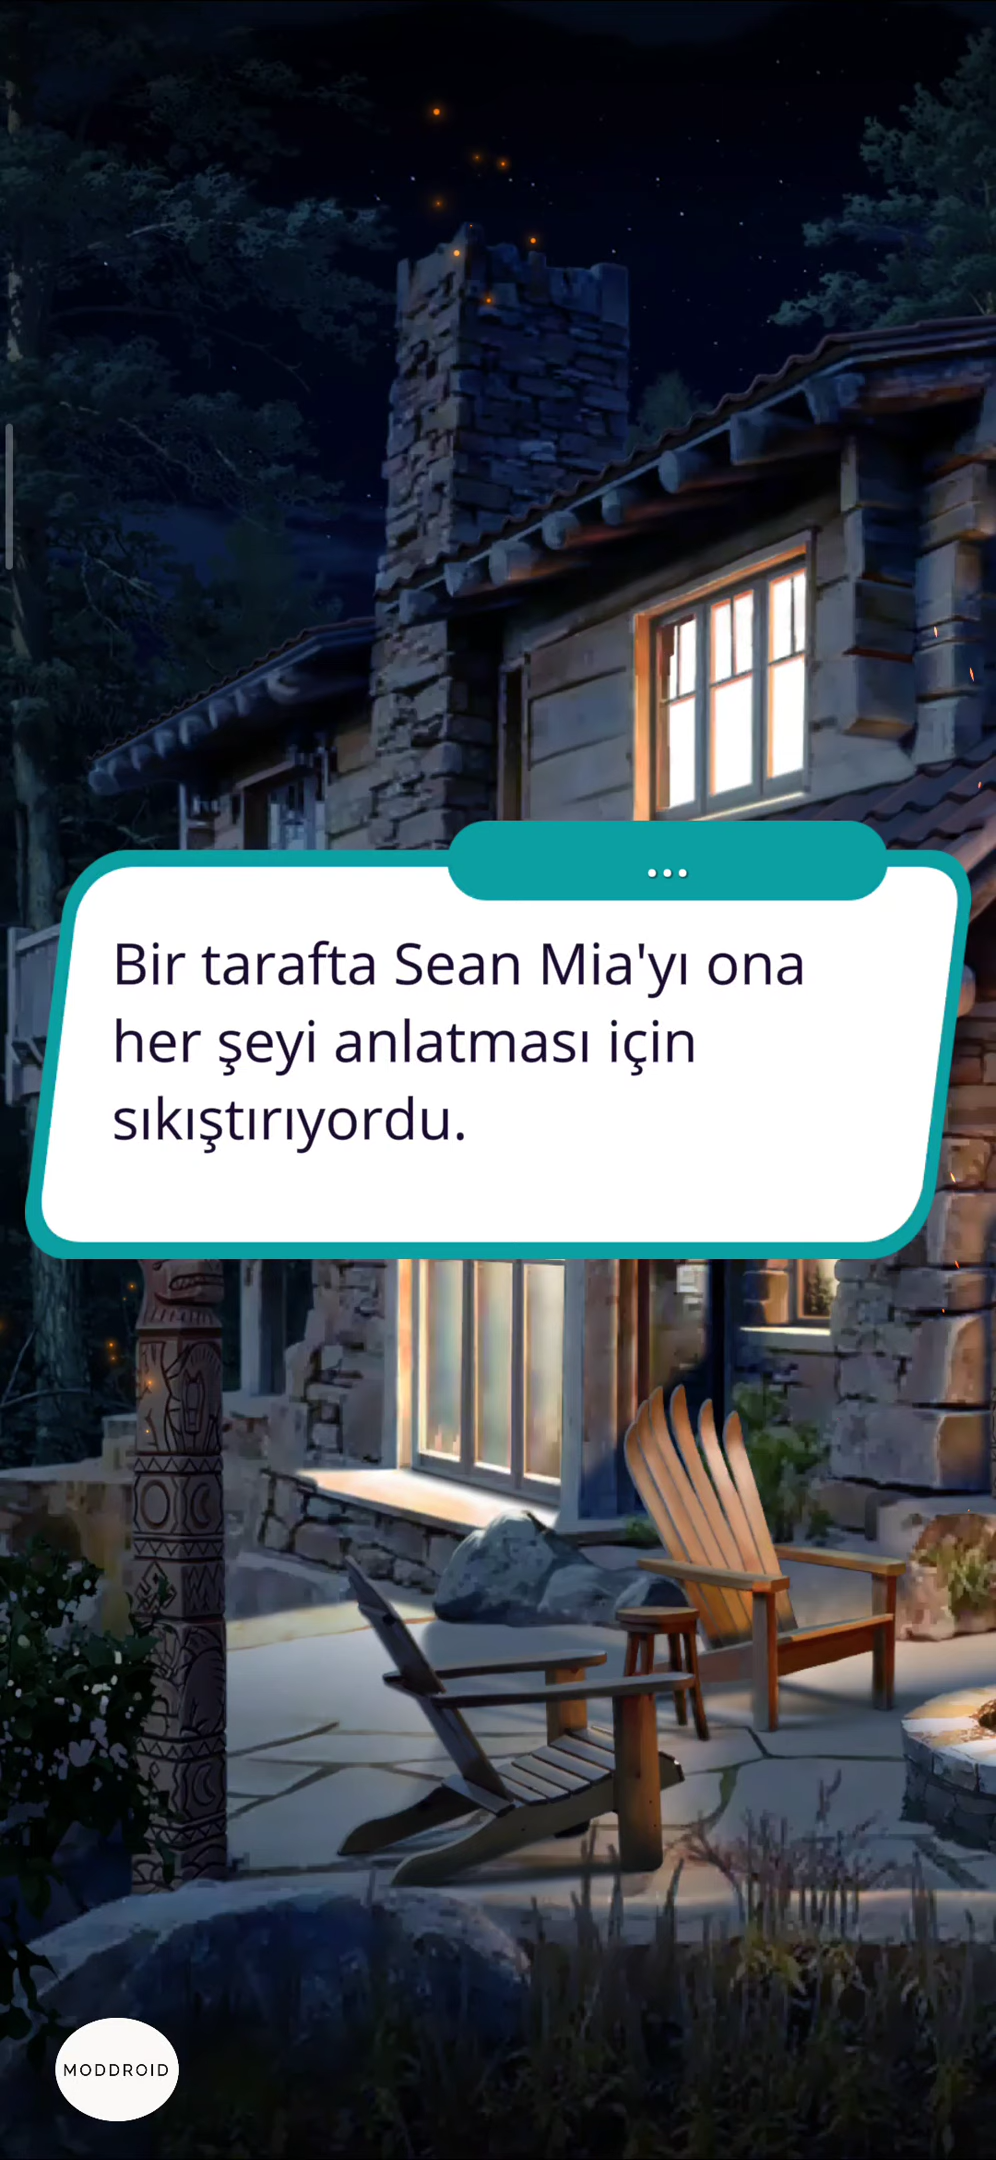 ...
Bir tarafta Sean Mia'yı ona
her şeyi anlatması için
sıkıştırıyordu.
MODDROID